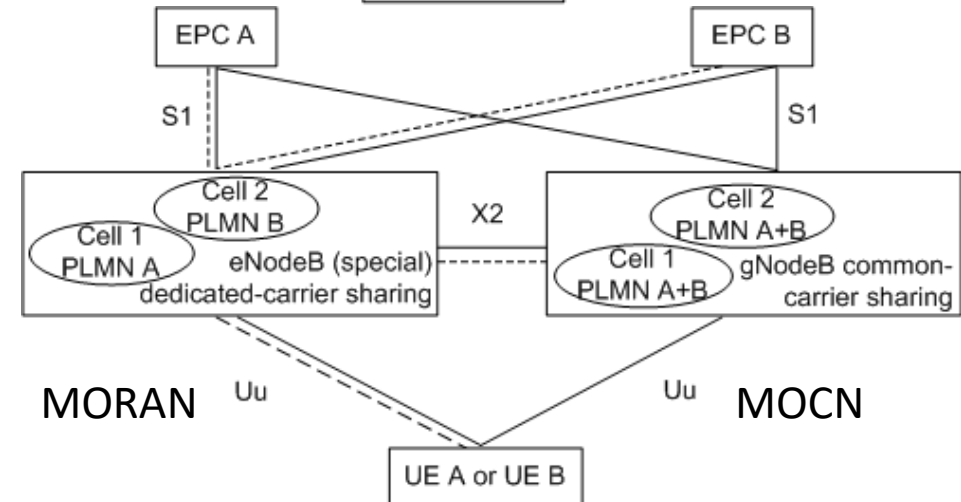 EPC A
EPC B
S1
S1
Cell 2
PLMN B
Cell 1
PLMN A
eNodeB (special)
dedicated-carrier sharing
X2
Cell 2
PLMN A+B
Cell 1
PLMN A+B
gNodeB common-
carrier sharing
MORAN
Uu
Uu
MOCN
UE A or UE B